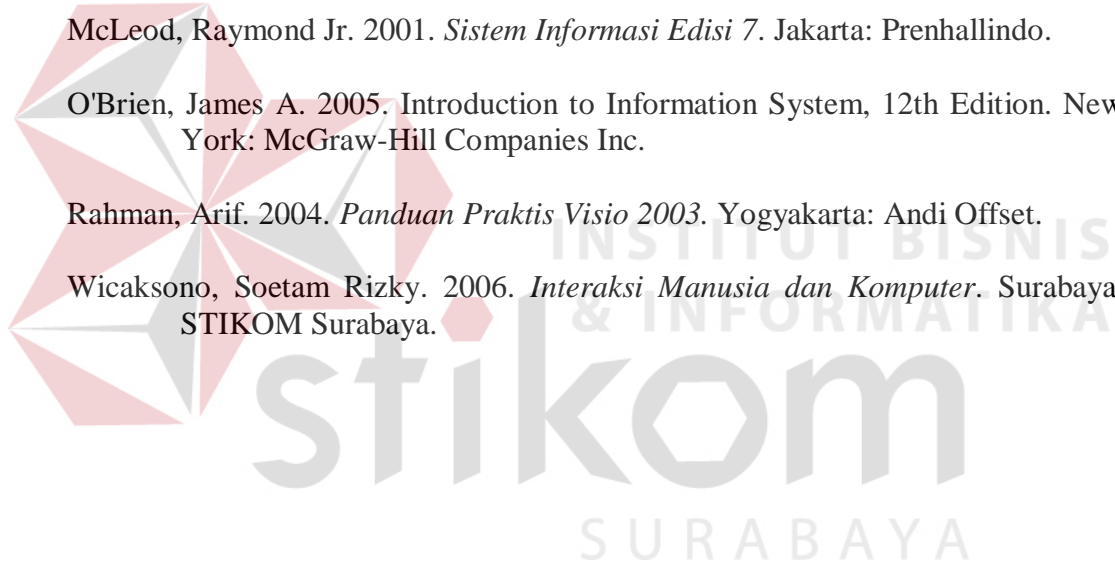 McLeod, Raymond Jr. 2001. Sistem Informasi Edisi 7. Jakarta: Prenhallindo.
O'Brien, James A. 2005. Introduction to Information System, 12th Edition. New
York: McGraw-Hill Companies Inc.
Rahman, Arif. 2004. Panduan Praktis Visio 2003. Yogyakarta: Andi Offset.
Wicaksono, Soetam Rizky. 2006. Interaksi Manusia dan Komputer. Surabaya
STIKOM Surabaya.
INSTITUT BISNIS
& INFORMATIKA
stikom
SURABAYA